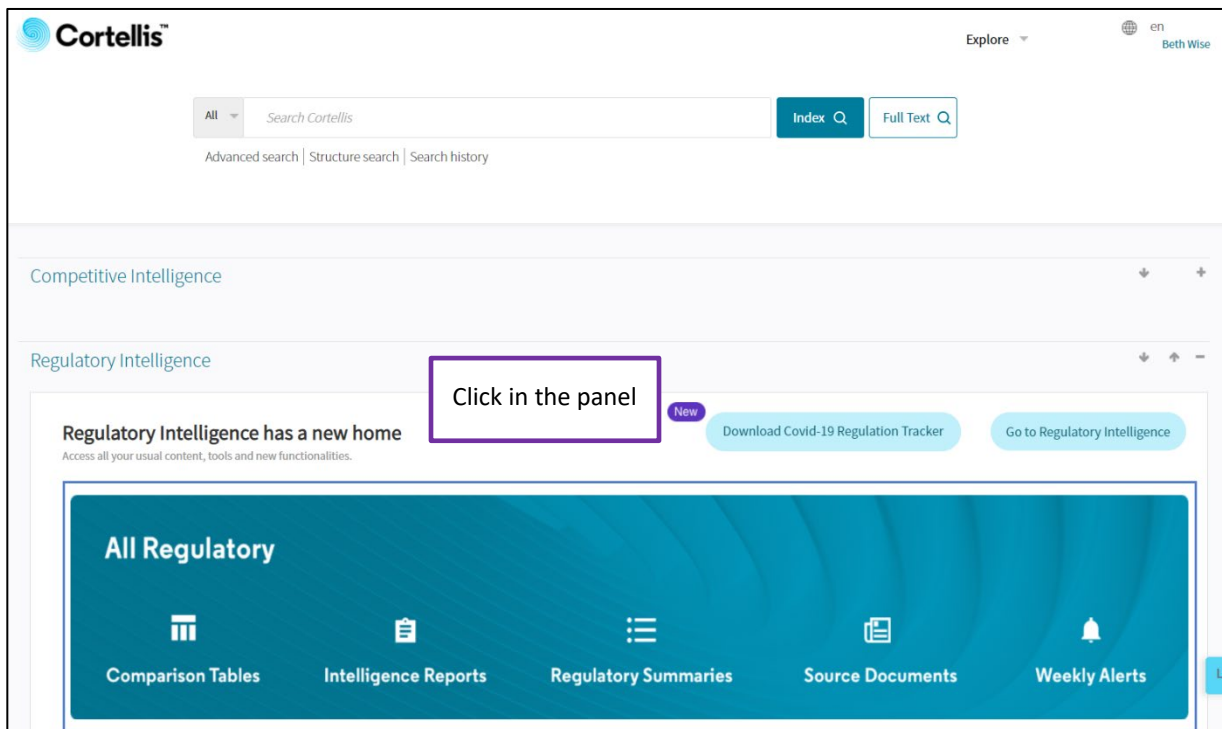 Cortellis™
Explore
en
Beth Wise
All
Search Cortellis
Index
Full Text
Advanced search | Structure search | Search history
Competitive Intelligence
Regulatory Intelligence
Click in the panel
New
Regulatory Intelligence has a new home
Download Covid-19 Regulation Tracker
Go to Regulatory Intelligence
Access all your usual content, tools and new functionalities.
All Regulatory
Comparison Tables
Intelligence Reports
Regulatory Summaries
Source Documents
Weekly Alerts